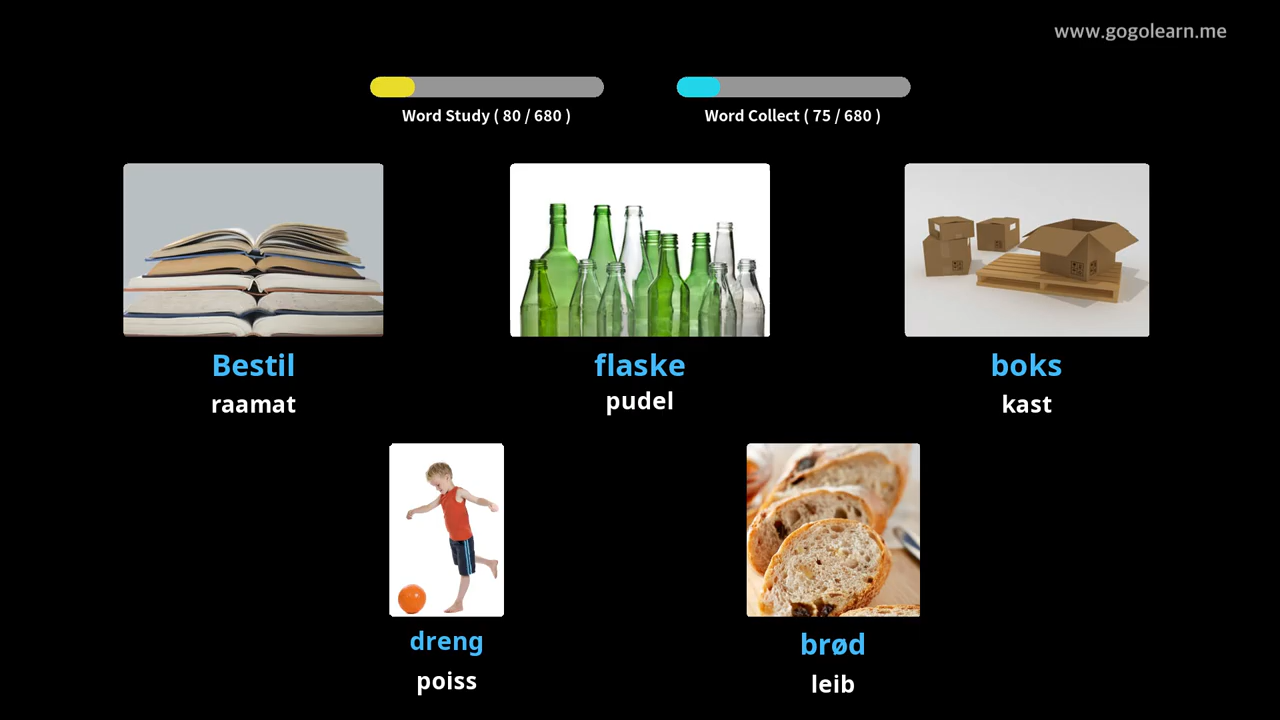 www.gogolearn.me
Word Study ( 80 / 680 )
Word Collect ( 75 / 680 )
Bestil
raamat
flaske
pudel
boks
kast
dreng
poiss
brød
leib